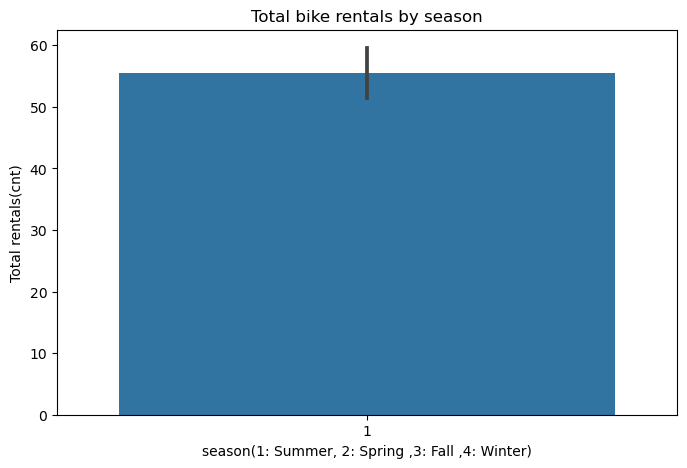 Total bike rentals by season
Total rentals(cnt)
60
50
40
30
20
10
0
1
season(1: Summer, 2: Spring ,3: Fall ,4: Winter)